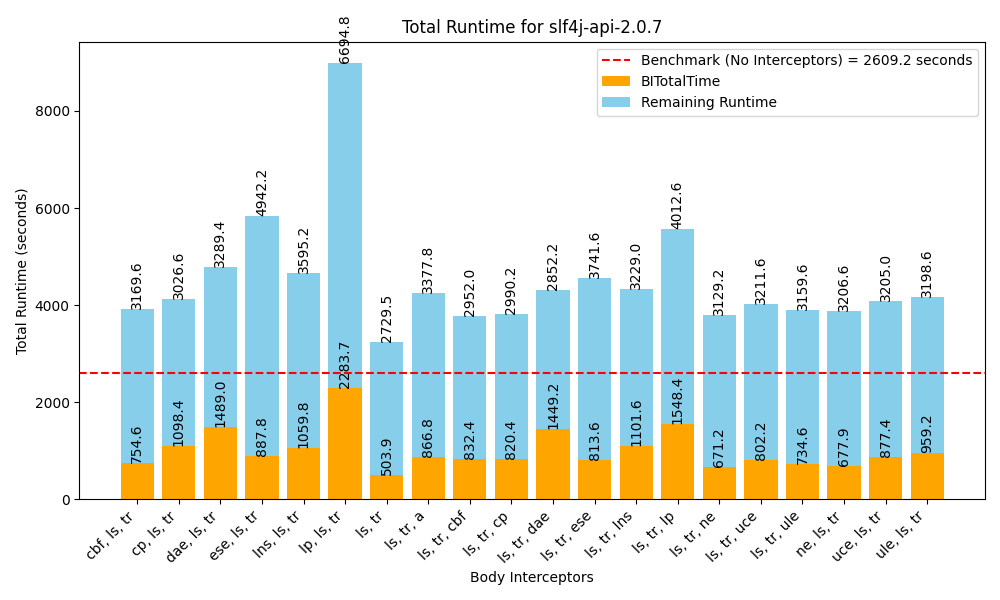 Total Runtime for slf4j-api-2.0.7
Benchmark (No Interceptors) = 2609.2 seconds
BITotalTime
Remaining Runtime
Total Runtime (seconds)
8000
6000
4000
2000
0
3169.6
3026.6
3289.4
4942.2
3595.2
6694.8
2729.5
3377.8
2952.0
2990.2
2852.2
3741.6
3229.0
4012.6
3129.2
3211.6
3159.6
3206.6
3205.0
3198.6
754.6
1098.4
1489.0
887.8
1059.8
2283.7
503.9
866.8
832.4
820.4
1449.2
813.6
1101.6
1548.4
671.2
802.2
734.6
677.9
877.4
959.2
cbf, ls, tr
cp, ls, tr
dae, ls, tr
ese, ls, tr
lns, ls, tr
lp, ls, tr
ls, tr
ls, tr, a
ls, tr, cbf
ls, tr, cp
ls, tr, dae
ls, tr, ese
ls, tr, lns
ls, tr, lp
ls, tr, ne
ls, tr, uce
ls, tr, ule
ne, ls, tr
uce, ls, tr
ule, ls, tr
Body Interceptors